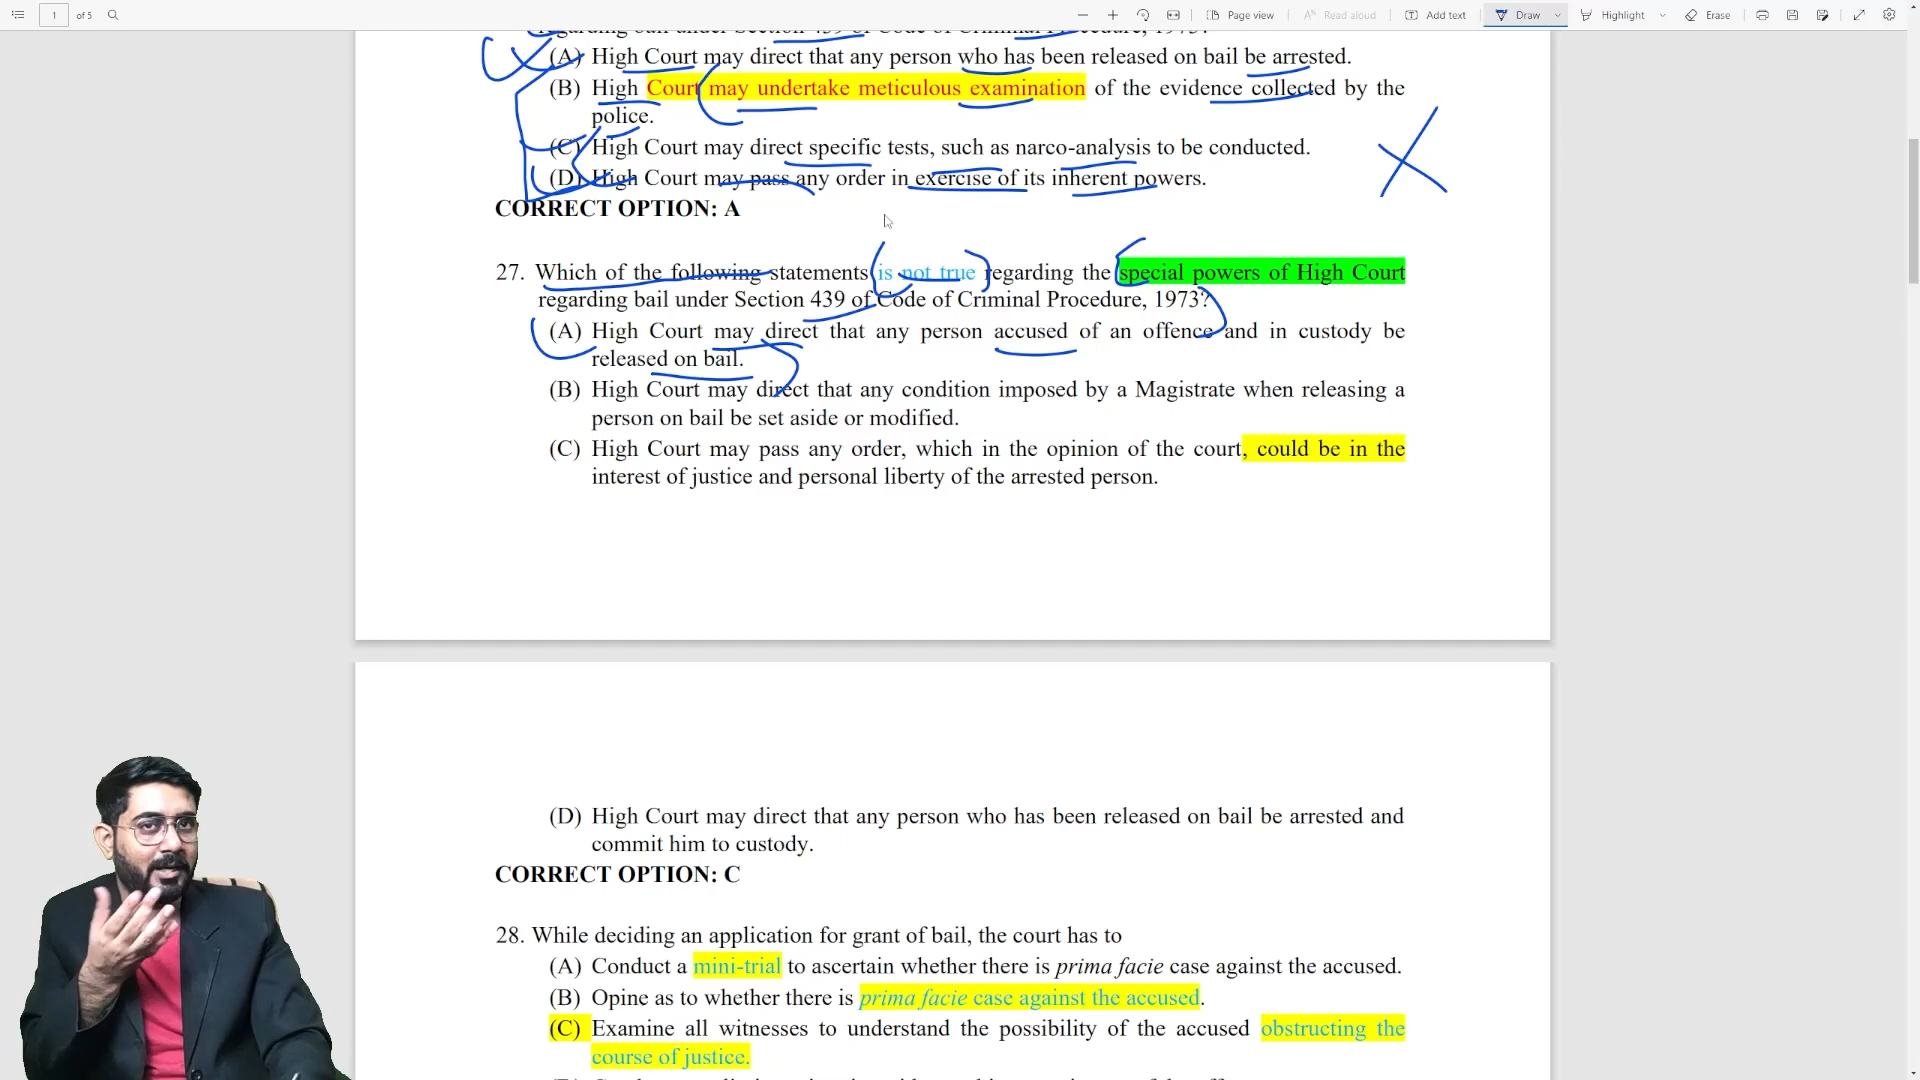 1 of 5 Page view Read aloud Add text Draw Highlight Erase
regarding bail under Section 439 of Code of Criminal Procedure, 1973?
(A) High Court may direct that any person who has been released on bail be arrested.
(B) High Court may undertake meticulous examination of the evidence collected by the
police.
(C) High Court may direct specific tests, such as narco-analysis to be conducted.
(D) High Court may pass any order in exercise of its inherent powers.
CORRECT OPTION: A
27. Which of the following statements is not true regarding the special powers of High Court
regarding bail under Section 439 of Code of Criminal Procedure, 1973?
(A) High Court may direct that any person accused of an offence and in custody be
released on bail.
(B) High Court may direct that any condition imposed by a Magistrate when releasing a
person on bail be set aside or modified.
(C) High Court may pass any order, which in the opinion of the court, could be in the
interest of justice and personal liberty of the arrested person.
(D) High Court may direct that any person who has been released on bail be arrested and
commit him to custody.
CORRECT OPTION: C
28. While deciding an application for grant of bail, the court has to
(A) Conduct a mini-trial to ascertain whether there is prima facie case against the accused.
(B) Opine as to whether there is prima facie case against the accused.
(C) Examine all witnesses to understand the possibility of the accused obstructing the
course of justice.